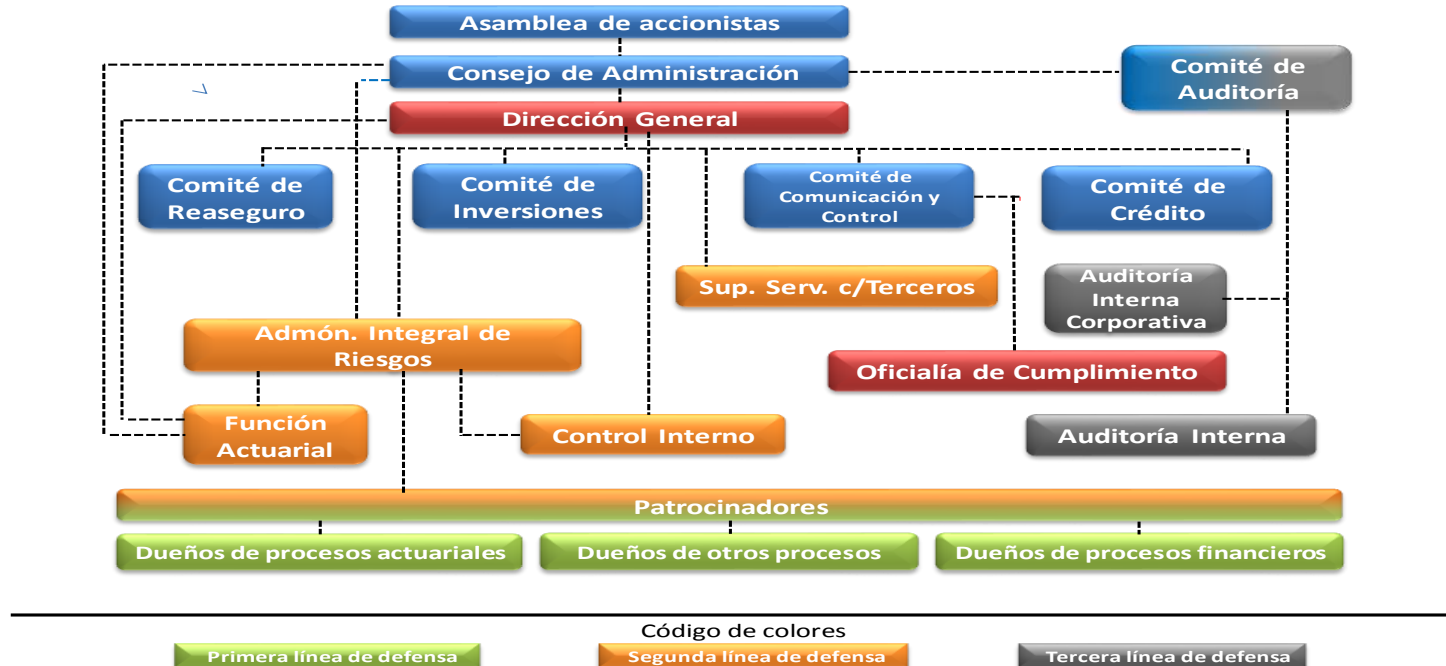 Asamblea de accionistas
Consejo de Administración
Comité de
Auditoría
Dirección General
Comité de
Reaseguro
Comité de
Inversiones
Comité de
Comunicación y
Control
Comité de
Crédito
Sup. Serv. c/Terceros
Auditoría
Interna
Corporativa
Admón. Integral de
Riesgos
Oficialía de Cumplimiento
Función
Actuarial
Control Interno
Auditoría Interna
Patrocinadores
Dueños de procesos actuariales
Dueños de otros procesos
Dueños de procesos financieros
Código de colores
Primera línea de defensa
Segunda línea de defensa
Tercera línea de defensa